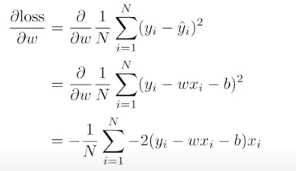 ∂loss/∂w = ∂/∂w 1/N ∑_{i=1}^{N} (y_i − ŷ_i)²
= ∂/∂w 1/N ∑_{i=1}^{N} (y_i − wx_i − b)²
= −1/N ∑_{i=1}^{N} −2(y_i − wx_i − b)x_i